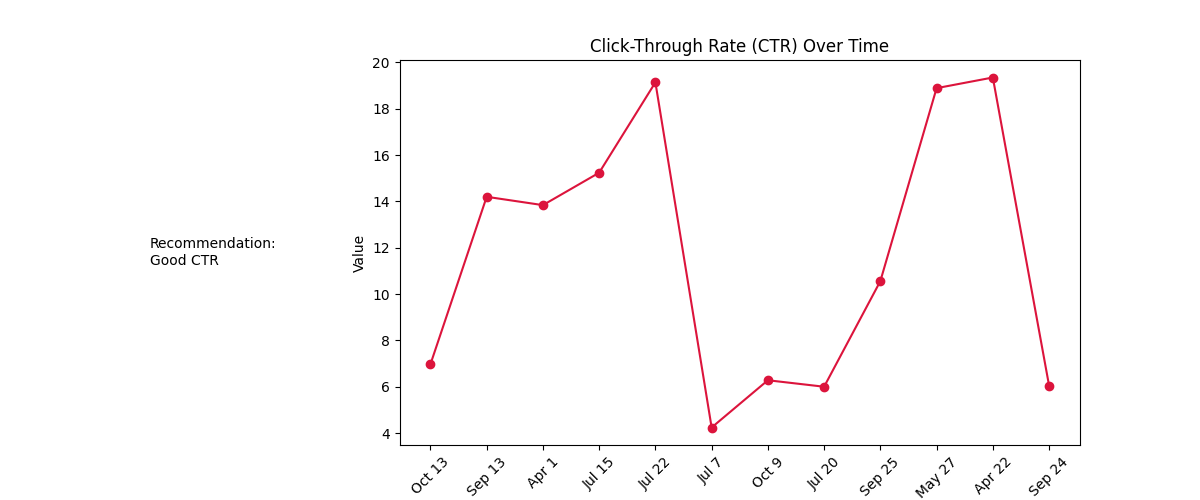 Click-Through Rate (CTR) Over Time
Recommendation:
Good CTR
Value
20
18
16
14
12
10
8
6
4
Oct 13
Sep 13
Apr 1
Jul 15
Jul 22
Jul 7
Oct 9
Jul 20
Sep 25
May 27
Apr 22
Sep 24